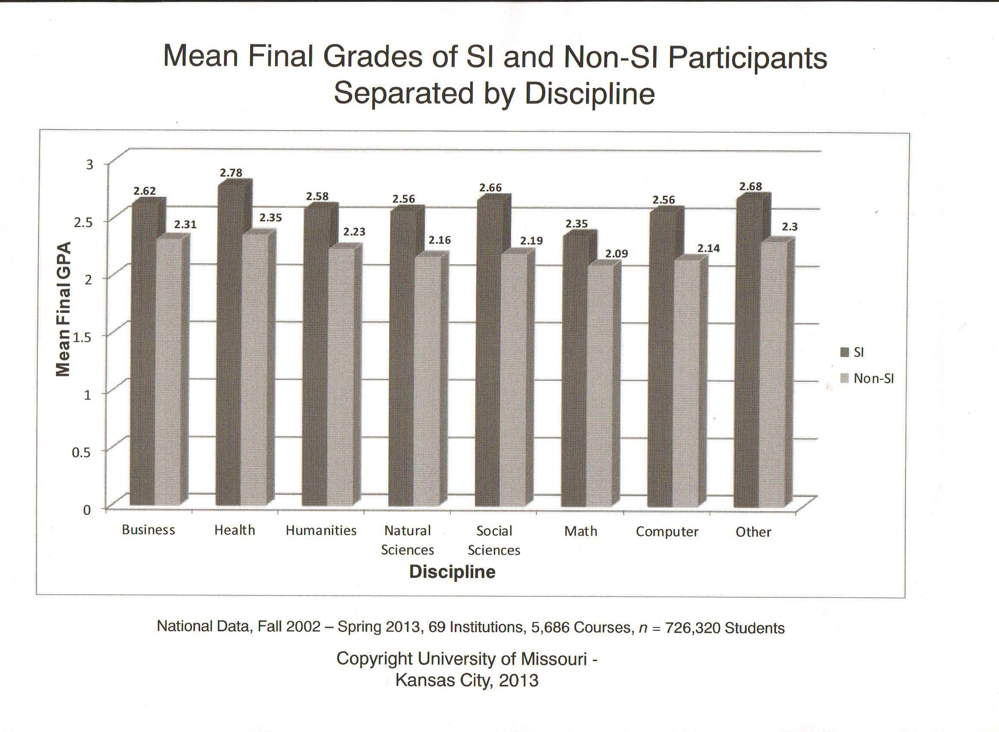 Mean Final Grades of SI and Non-SI Participants
Separated by Discipline
Mean Final GPA
3
2.5
2
1.5
1
0.5
0
2.62
2.31
2.78
2.35
2.58
2.23
2.56
2.16
2.66
2.19
2.35
2.09
2.56
2.14
2.68
2.3
SI
Non-SI
Business
Health
Humanities
Natural
Sciences
Social
Sciences
Math
Computer
Other
Discipline
National Data, Fall 2002 – Spring 2013, 69 Institutions, 5,686 Courses, n = 726,320 Students
Copyright University of Missouri -
Kansas City, 2013